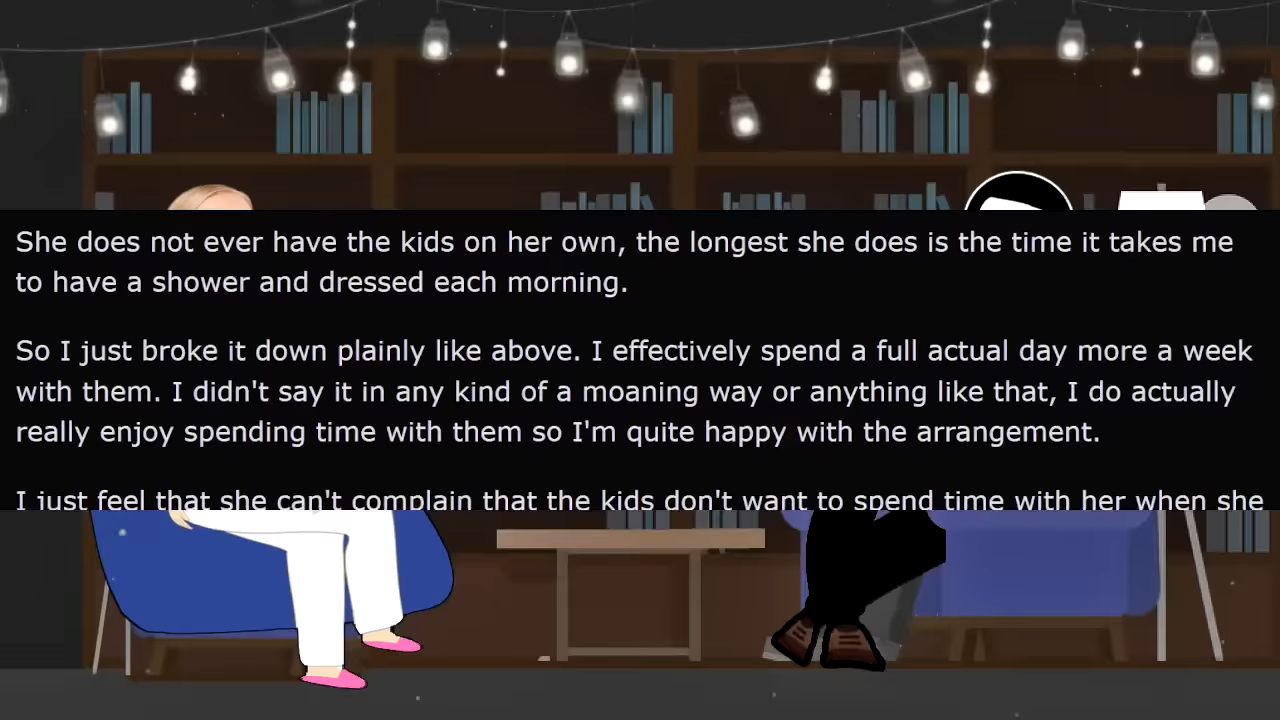 She does not ever have the kids on her own, the longest she does is the time it takes me
to have a shower and dressed each morning.
So I just broke it down plainly like above. I effectively spend a full actual day more a week
with them. I didn't say it in any kind of a moaning way or anything like that, I do actually
really enjoy spending time with them so I'm quite happy with the arrangement.
I just feel that she can't complain that the kids don't want to spend time with her when she